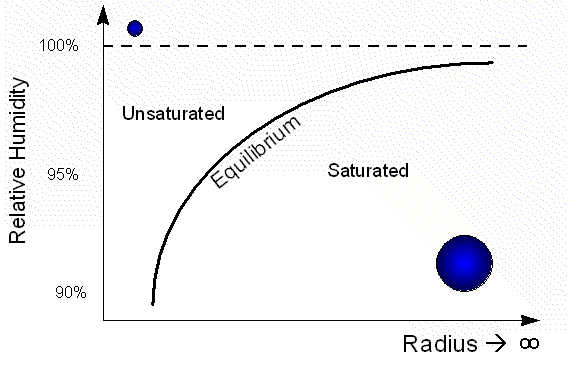 100%
Unsaturated
Equilibrium
95%
Saturated
Relative Humidity
90%
Radius → ∞